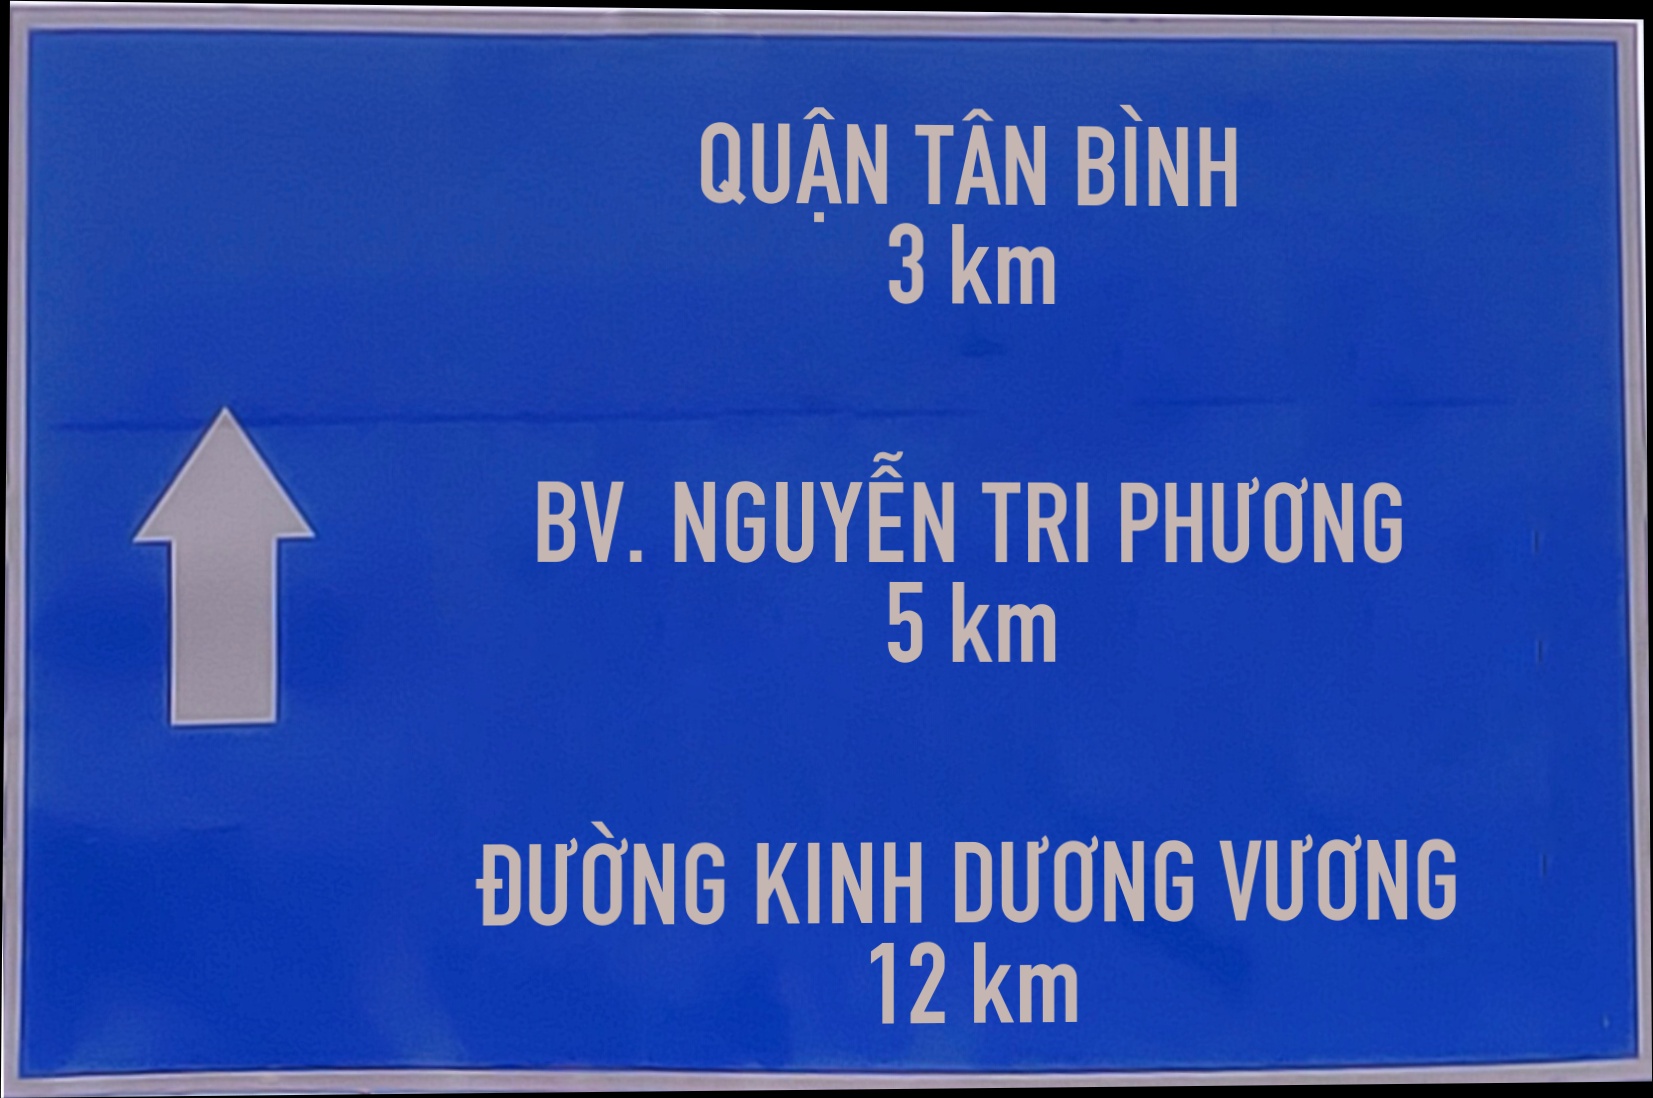 QUẬN TÂN BÌNH
3 km
BV. NGUYỄN TRI PHƯƠNG
5 km
ĐƯỜNG KINH DƯƠNG VƯƠNG
12 km